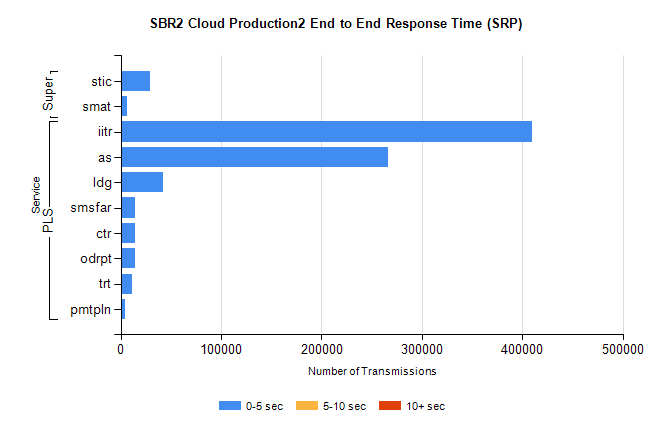 SBR2 Cloud Production2 End to End Response Time (SRP)
Service
Super
PLS
stic
smat
iitr
as
ldg
smsfar
ctr
odrpt
trt
pmtpln
0 100000 200000 300000 400000 500000
Number of Transmissions
0-5 sec 5-10 sec 10+ sec